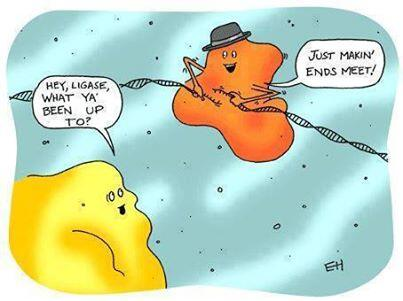 HEY, LIGASE,
WHAT YA'
BEEN UP
TO?
JUST MAKIN'
ENDS MEET!
EH